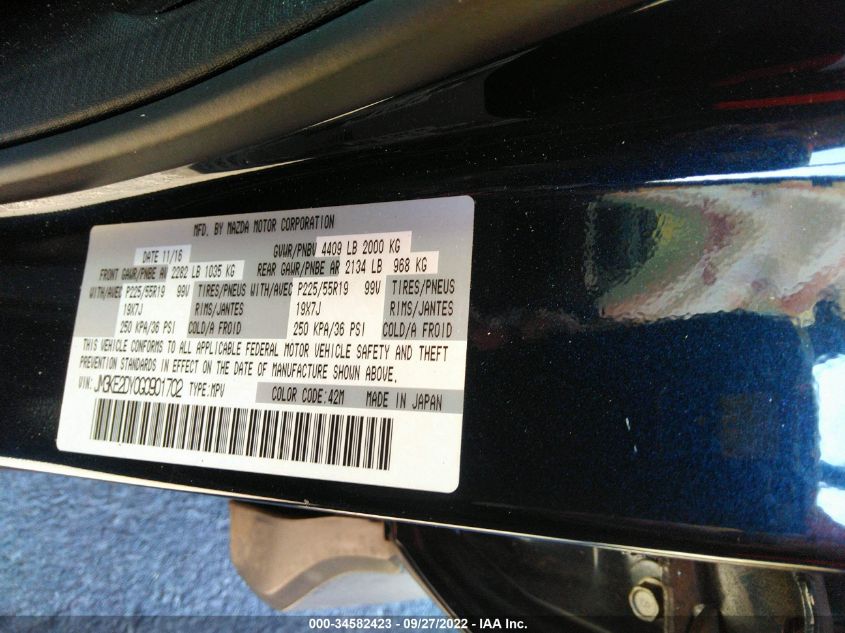 MFD. BY MAZDA MOTOR CORPORATION
DATE 11/16 GVWR/PNBV 4409 LB 2000 KG
FRONT GAWR/PNBE AV 2282 LB 1035 KG REAR GAWR/PNBE AR 2134 LB 968 KG
WITH/AVEC P225/55R19 99V TIRES/PNEUS WITH/AVEC P225/55R19 99V TIRES/PNEUS
19X7J RIMS/JANTES 19X7J RIMS/JANTES
250 KPA/36 PSI COLD/A FROID 250 KPA/36 PSI COLD/A FROID
THIS VEHICLE CONFORMS TO ALL APPLICABLE FEDERAL MOTOR VEHICLE SAFETY AND THEFT
PREVENTION STANDARDS IN EFFECT ON THE DATE OF MANUFACTURE SHOWN ABOVE.
VIN: JM3KE2DY0G0901702 TYPE:MPV COLOR CODE:42M MADE IN JAPAN
000-34582423 - 09/27/2022 - IAA Inc.